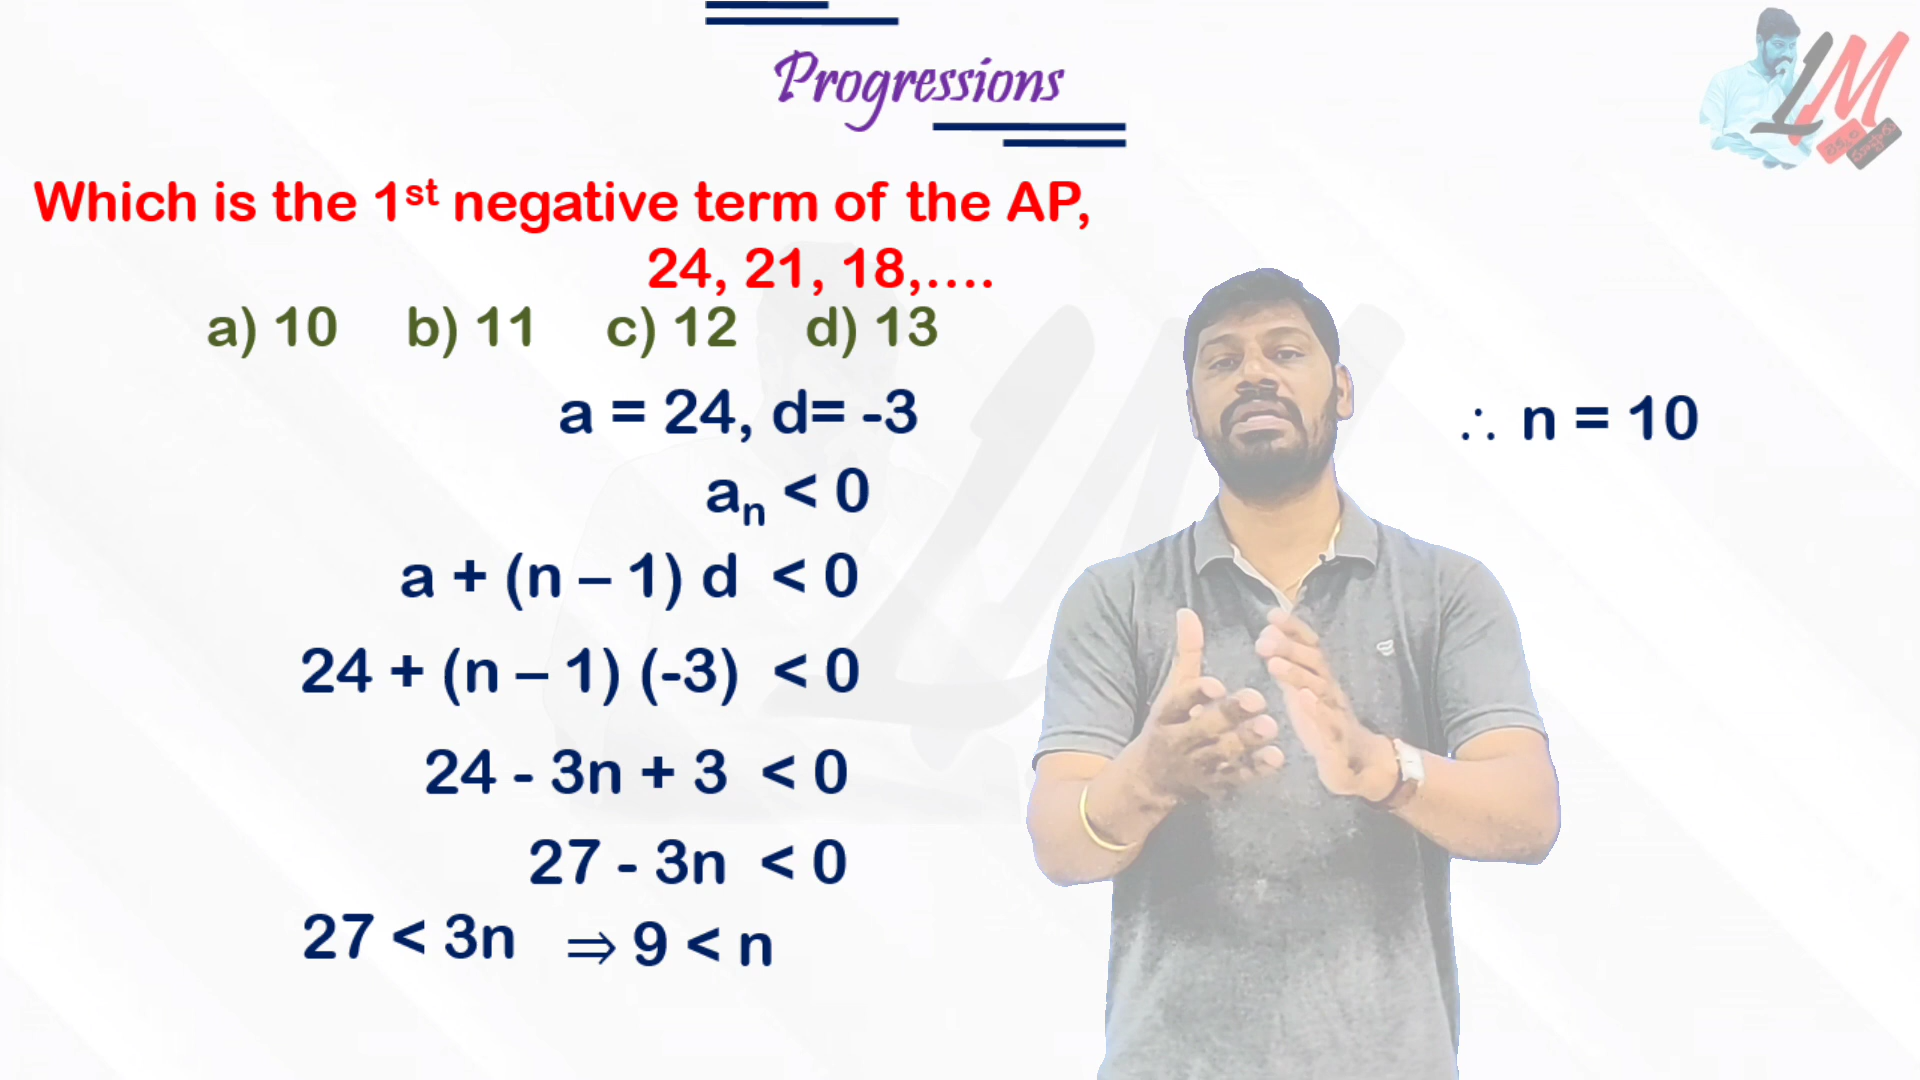 Progressions
LM
Which is the 1st negative term of the AP,
24, 21, 18,....
a) 10 b) 11 c) 12 d) 13
a = 24, d= -3
an < 0
a + (n – 1) d < 0
24 + (n – 1) (-3) < 0
24 - 3n + 3 < 0
27 - 3n < 0
27 < 3n ⇒ 9 < n
∴ n = 10